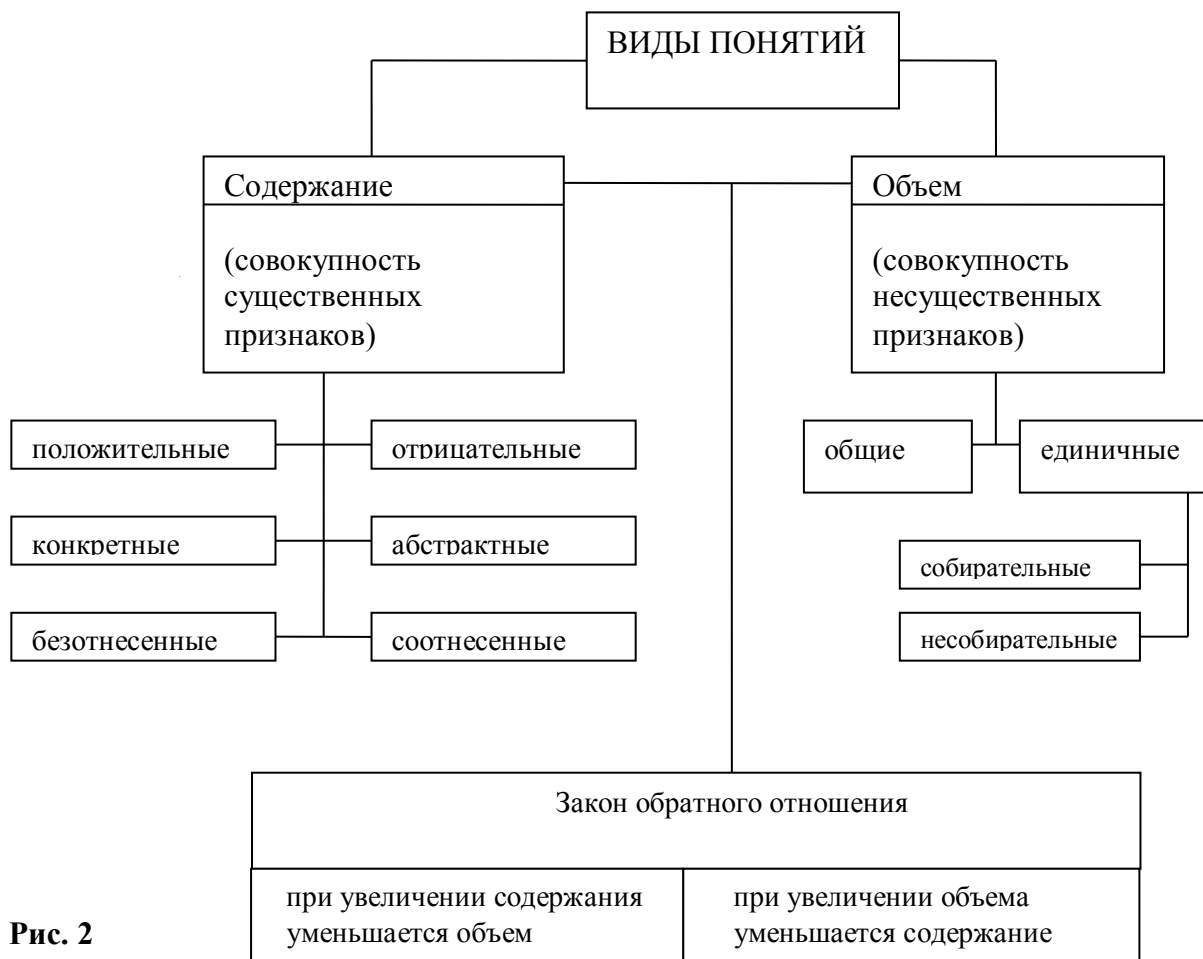 ВИДЫ ПОНЯТИЙ
Содержание
(совокупность
существенных
признаков)
Объем
(совокупность
несущественных
признаков)
положительные
отрицательные
общие
единичные
конкретные
абстрактные
собирательные
безотнесенные
соотнесенные
несобирательные
Закон обратного отношения
при увеличении содержания
уменьшается объем
при увеличении объема
уменьшается содержание
Рис. 2